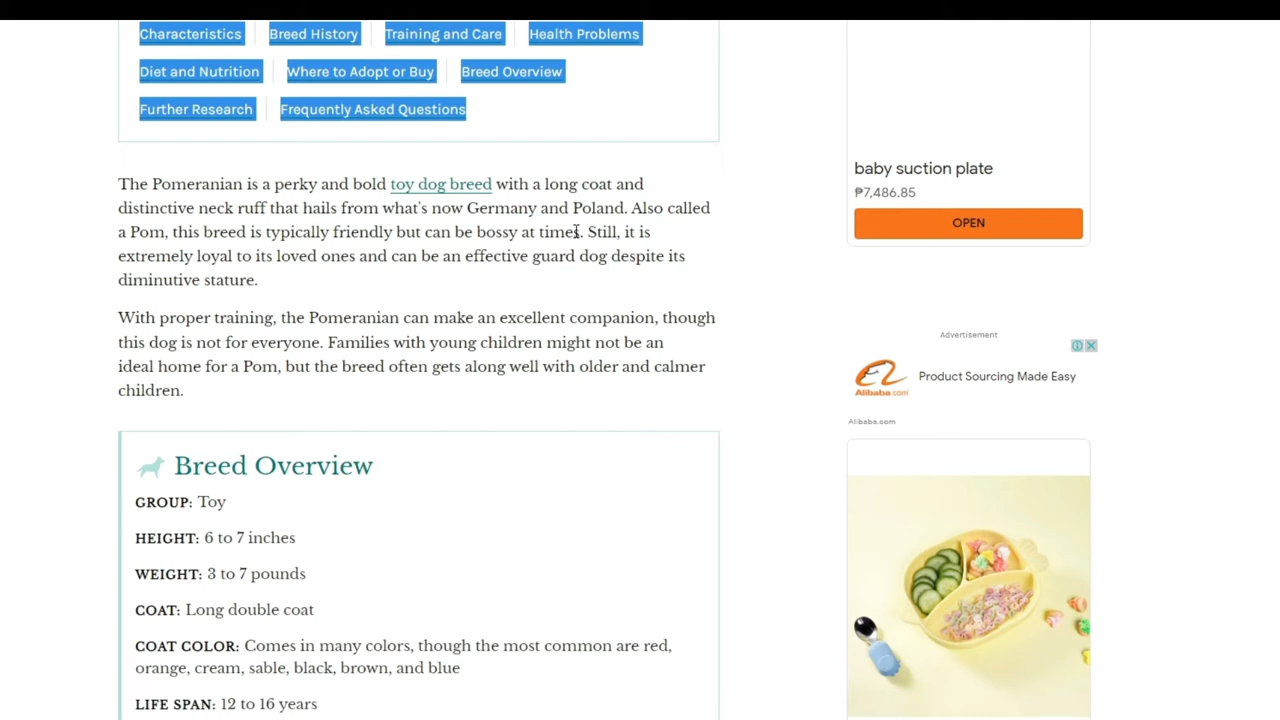 Characteristics
Breed History
Training and Care
Health Problems
Diet and Nutrition
Where to Adopt or Buy
Breed Overview
Further Research
Frequently Asked Questions
The Pomeranian is a perky and bold toy dog breed with a long coat and
distinctive neck ruff that hails from what's now Germany and Poland. Also called
a Pom, this breed is typically friendly but can be bossy at times. Still, it is
extremely loyal to its loved ones and can be an effective guard dog despite its
diminutive stature.
With proper training, the Pomeranian can make an excellent companion, though
this dog is not for everyone. Families with young children might not be an
ideal home for a Pom, but the breed often gets along well with older and calmer
children.
Breed Overview
GROUP: Toy
HEIGHT: 6 to 7 inches
WEIGHT: 3 to 7 pounds
COAT: Long double coat
COAT COLOR: Comes in many colors, though the most common are red,
orange, cream, sable, black, brown, and blue
LIFE SPAN: 12 to 16 years
baby suction plate
₱7,486.85
OPEN
Advertisement
Alibaba.com
Product Sourcing Made Easy
Alibaba.com